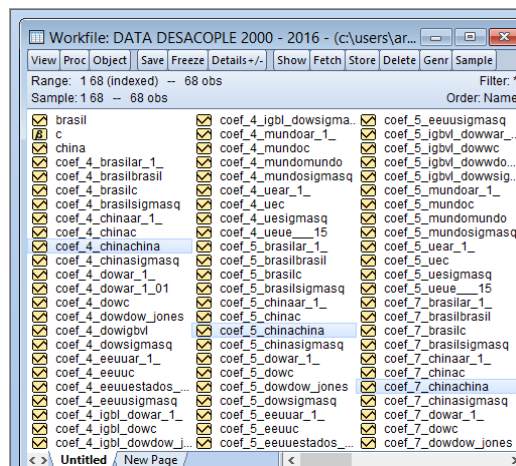 Workfile: DATA DESACOPLE 2000 - 2016 - (c:\users\ar...
View Proc Object Save Freeze Details+/- Show Fetch Store Delete Genr Sample
Range: 1 68 (indexed) -- 68 obs Filter: *
Sample: 1 68 -- 68 obs Order: Name
brasil
c
china
coef_4_brasilar_1_
coef_4_brasilbrasil
coef_4_brasilc
coef_4_brasilsigmasq
coef_4_chinaar_1_
coef_4_chinac
coef_4_chinachina
coef_4_chinasigmasq
coef_4_dowar_1_
coef_4_dowar_1_01
coef_4_dowc
coef_4_dowdow_jones
coef_4_dowigbvl
coef_4_dowsigmasq
coef_4_eeuuar_1_
coef_4_eeuuc
coef_4_eeuuestados_...
coef_4_eeuusigmasq
coef_4_igbl_dowar_1_
coef_4_igbl_dowc
coef_4_igbl_dowdow_j...
coef_4_igbl_dowsigma...
coef_4_mundoar_1_
coef_4_mundoc
coef_4_mundomundo
coef_4_mundosigmasq
coef_4_uear_1_
coef_4_uec
coef_4_uesigmasq
coef_4_ueue___15
coef_5_brasilar_1_
coef_5_brasilbrasil
coef_5_brasilc
coef_5_brasilsigmasq
coef_5_chinaar_1_
coef_5_chinac
coef_5_chinachina
coef_5_chinasigmasq
coef_5_dowar_1_
coef_5_dowc
coef_5_dowdow_jones
coef_5_dowsigmasq
coef_5_eeuuar_1_
coef_5_eeuuc
coef_5_eeuuestados_...
coef_5_eeuusigmasq
coef_5_igbvl_dowwar_...
coef_5_igbvl_dowwc
coef_5_igbvl_dowwdo...
coef_5_igbvl_dowwsig...
coef_5_mundoar_1_
coef_5_mundoc
coef_5_mundomundo
coef_5_mundosigmasq
coef_5_uear_1_
coef_5_uec
coef_5_uesigmasq
coef_5_ueue___15
coef_7_brasilar_1_
coef_7_brasilbrasil
coef_7_brasilc
coef_7_brasilsigmasq
coef_7_chinaar_1_
coef_7_chinac
coef_7_chinachina
coef_7_chinasigmasq
coef_7_dowar_1_
coef_7_dowc
coef_7_dowdow_jones
Untitled New Page